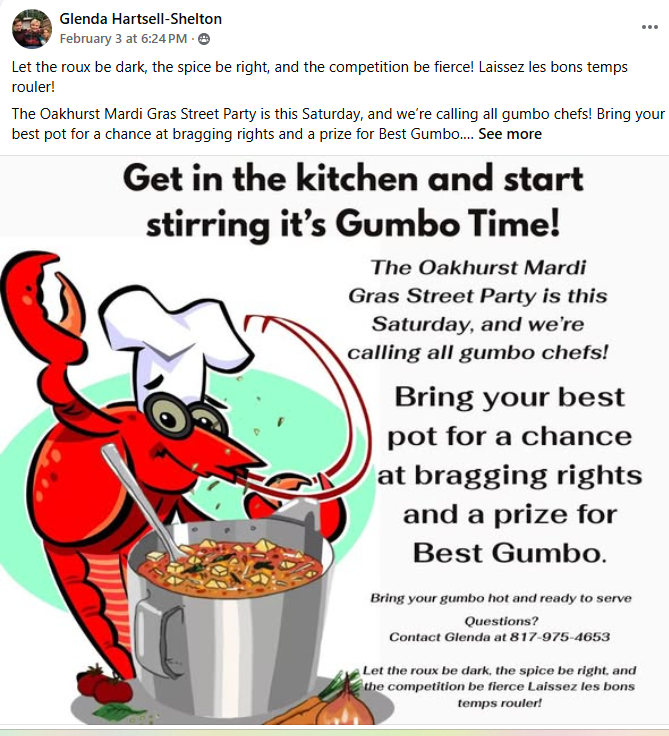 Glenda Hartsell-Shelton
February 3 at 6:24 PM ·
Let the roux be dark, the spice be right, and the competition be fierce! Laissez les bons temps
rouler!
The Oakhurst Mardi Gras Street Party is this Saturday, and we're calling all gumbo chefs! Bring your
best pot for a chance at bragging rights and a prize for Best Gumbo.... See more
Get in the kitchen and start
stirring it's Gumbo Time!
The Oakhurst Mardi
Gras Street Party is this
Saturday, and we're
calling all gumbo chefs!
Bring your best
pot for a chance
at bragging rights
and a prize for
Best Gumbo.
Bring your gumbo hot and ready to serve
Questions?
Contact Glenda at 817-975-4653
Let the roux be dark, the spice be right, and
the competition be fierce Laissez les bons
temps rouler!